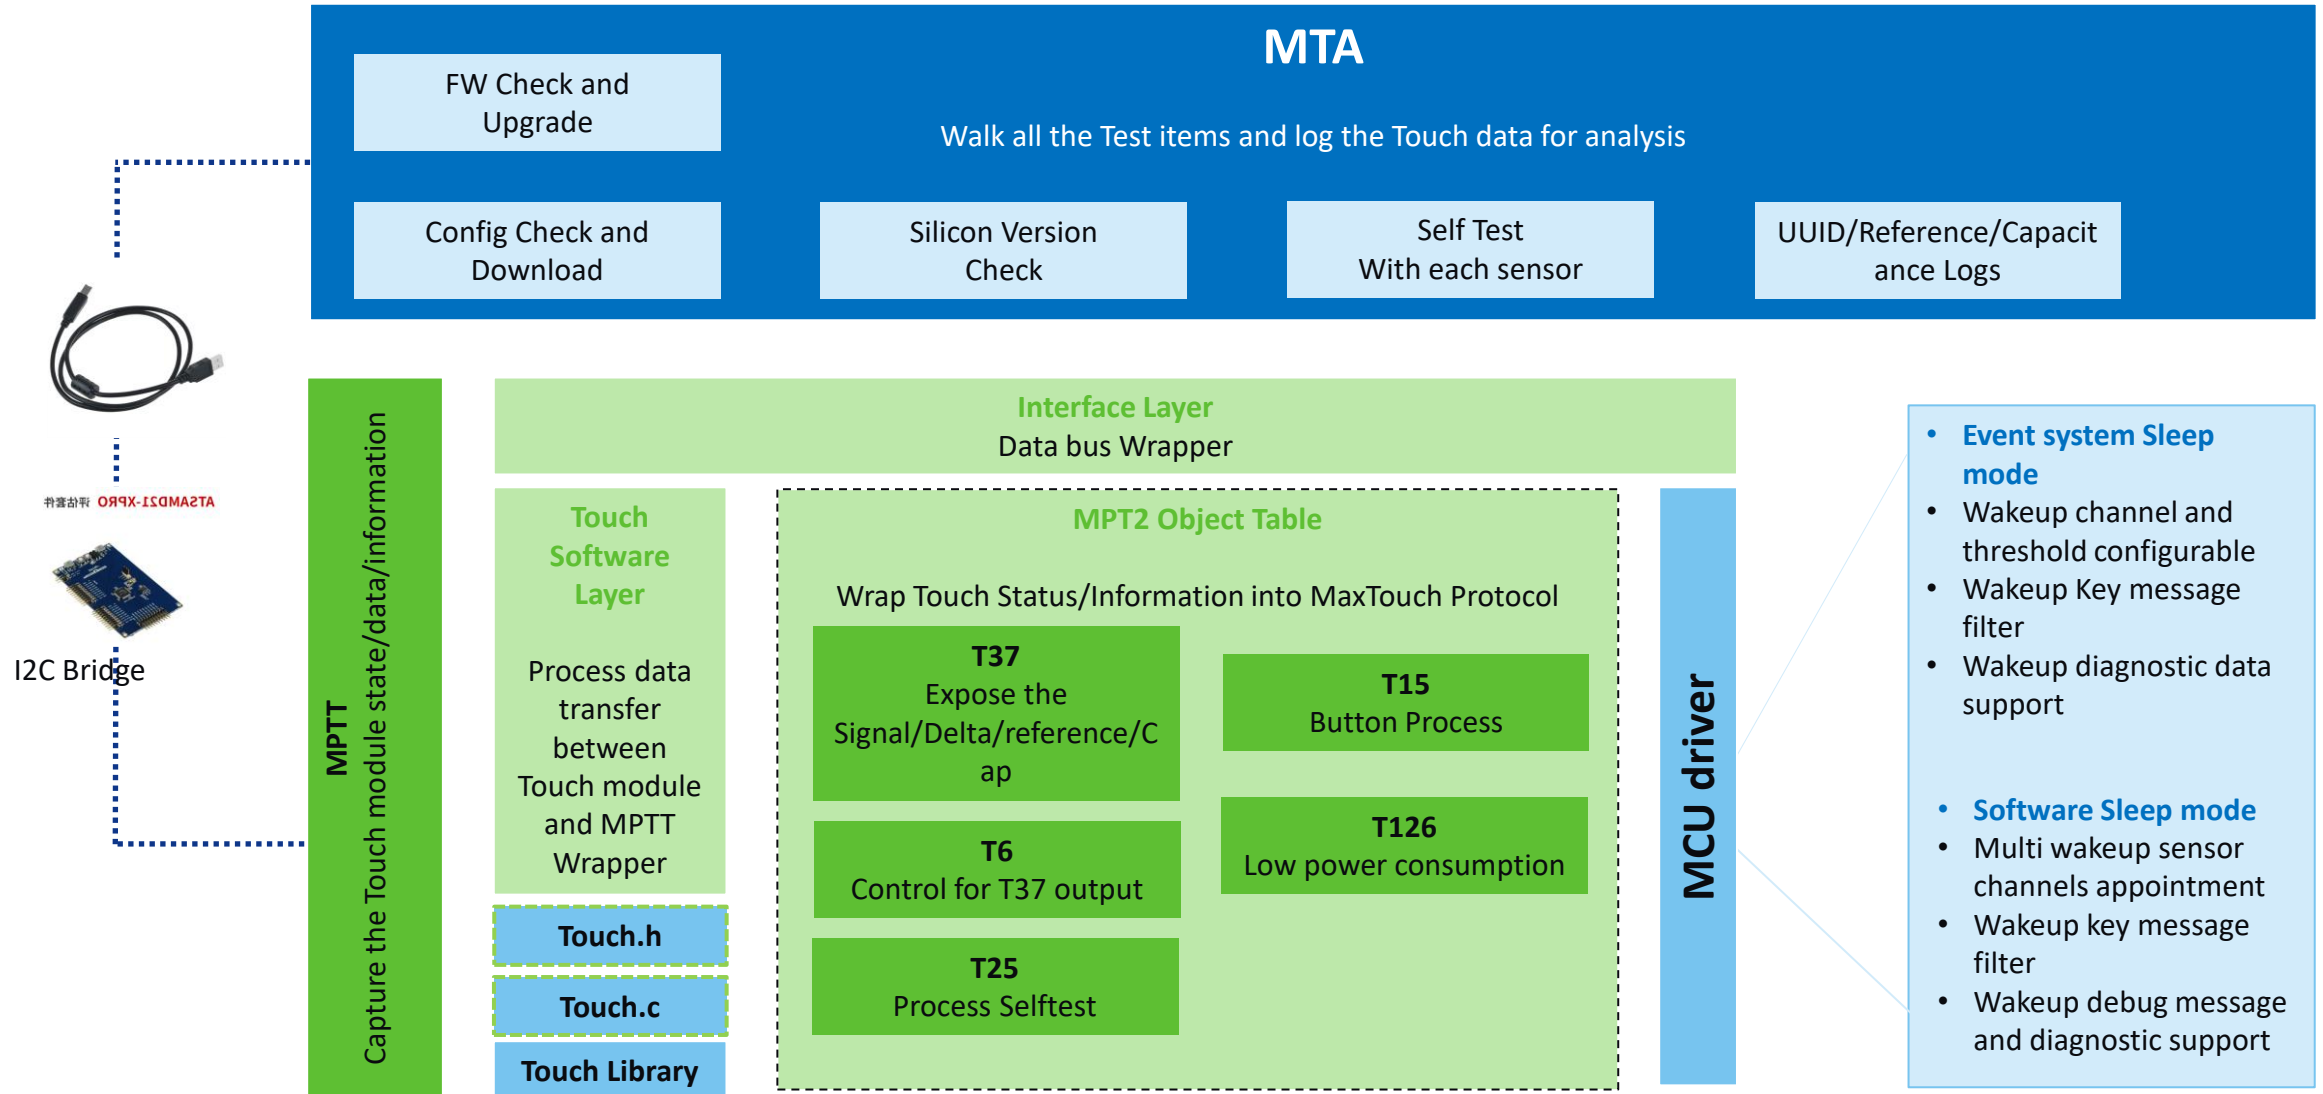 MTA
FW Check and
Upgrade
Walk all the Test items and log the Touch data for analysis
Config Check and
Download
Silicon Version
Check
Self Test
With each sensor
UUID/Reference/Capacit
ance Logs
ATSAMD21-XPRO 评估套件
I2C Bridge
MPTT
Capture the Touch module state/data/information
Interface Layer
Data bus Wrapper
Touch
Software
Layer
Process data
transfer
between
Touch module
and MPTT
Wrapper
Touch.h
Touch.c
Touch Library
MPT2 Object Table
Wrap Touch Status/Information into MaxTouch Protocol
T37
Expose the
Signal/Delta/reference/C
ap
T6
Control for T37 output
T25
Process Selftest
T15
Button Process
T126
Low power consumption
MCU driver
• Event system Sleep
mode
• Wakeup channel and
threshold configurable
• Wakeup Key message
filter
• Wakeup diagnostic data
support
• Software Sleep mode
• Multi wakeup sensor
channels appointment
• Wakeup key message
filter
• Wakeup debug message
and diagnostic support